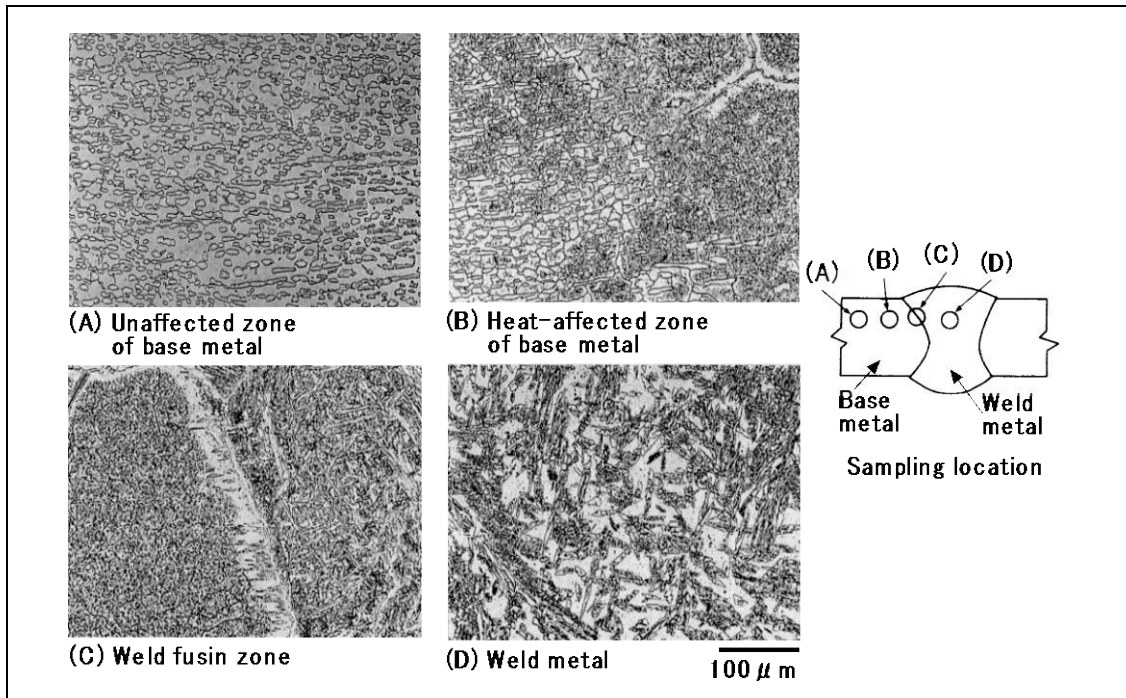 (A) Unaffected zone
of base metal
(B) Heat-affected zone
of base metal
(C) Weld fusin zone
(D) Weld metal
100 μ m
(A)
(B)
(C)
(D)
Base
metal
Weld
metal
Sampling location